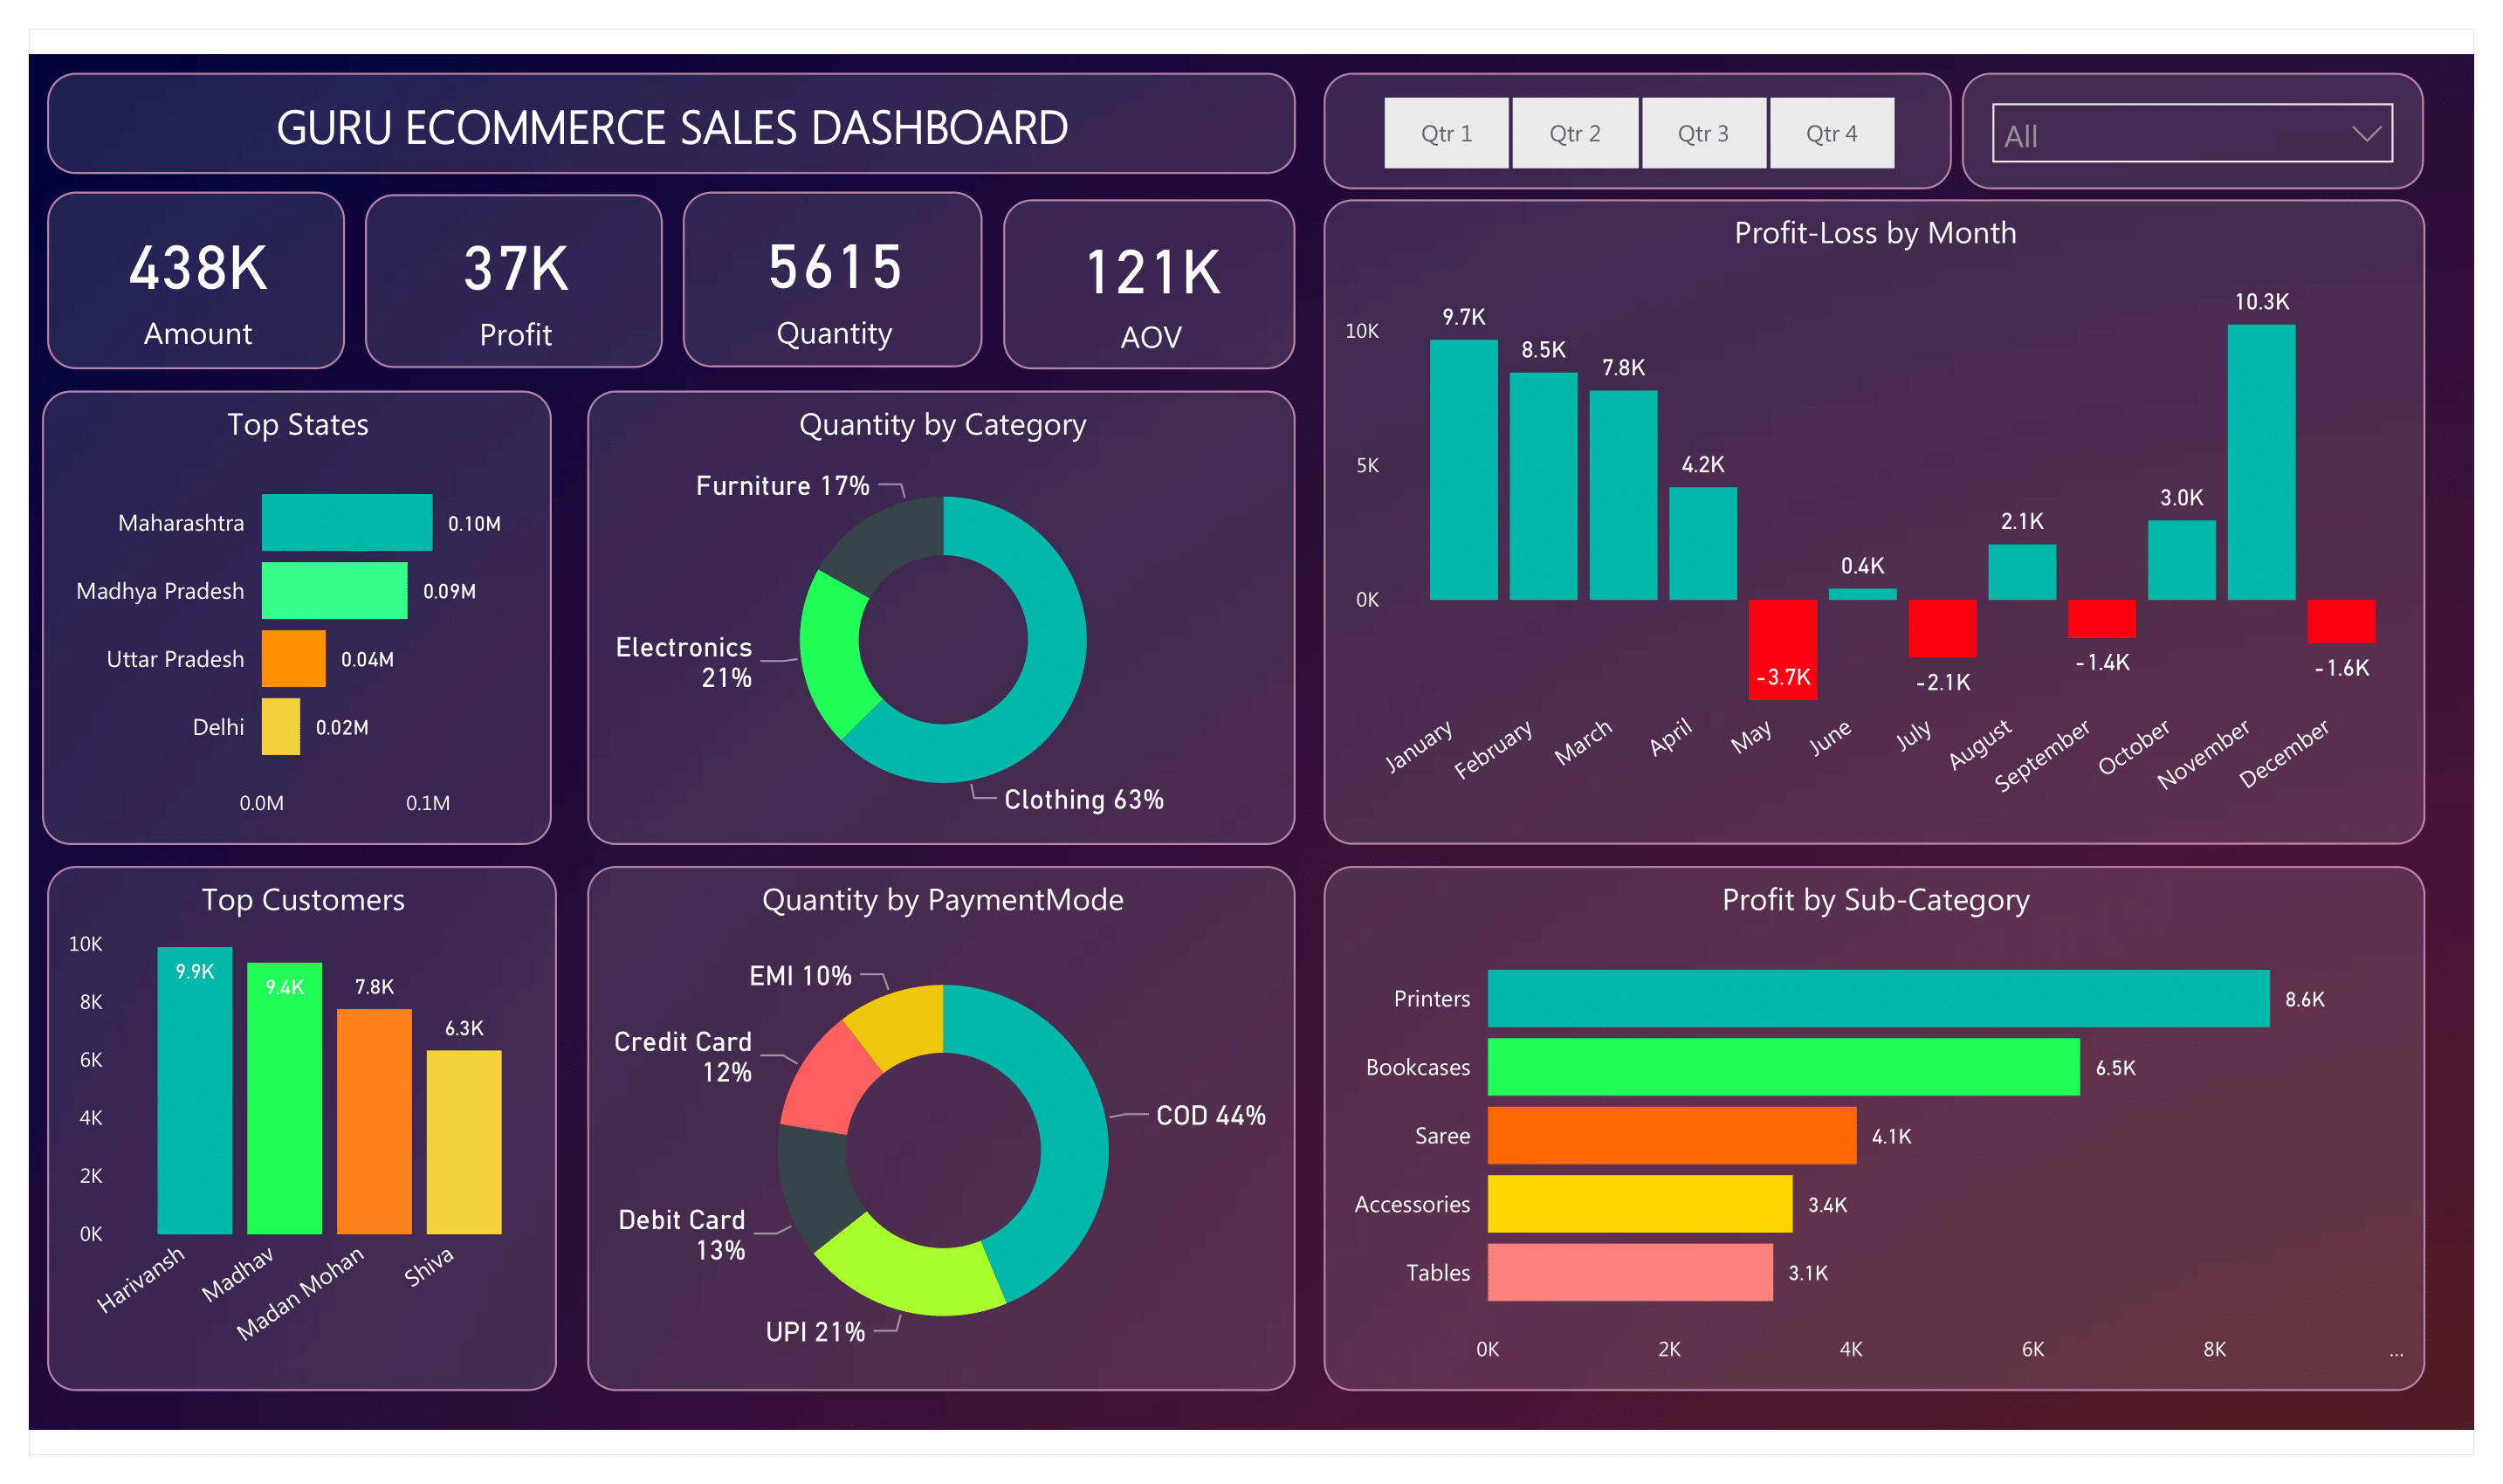 GURU ECOMMERCE SALES DASHBOARD
Qtr 1
Qtr 2
Qtr 3
Qtr 4
All
438K
Amount
37K
Profit
5615
Quantity
121K
AOV
Profit-Loss by Month
10K
5K
0K
9.7K
8.5K
7.8K
4.2K
-3.7K
0.4K
-2.1K
2.1K
-1.4K
3.0K
10.3K
-1.6K
January
February
March
April
May
June
July
August
September
October
November
December
Top States
Maharashtra
0.10M
Madhya Pradesh
0.09M
Uttar Pradesh
0.04M
Delhi
0.02M
0.0M
0.1M
Quantity by Category
Furniture 17%
Electronics
21%
Clothing 63%
Top Customers
10K
8K
6K
4K
2K
0K
9.9K
9.4K
7.8K
6.3K
Harivansh
Madhav
Madan Mohan
Shiva
Quantity by PaymentMode
EMI 10%
Credit Card
12%
COD 44%
Debit Card
13%
UPI 21%
Profit by Sub-Category
Printers
8.6K
Bookcases
6.5K
Saree
4.1K
Accessories
3.4K
Tables
3.1K
0K
2K
4K
6K
8K
...